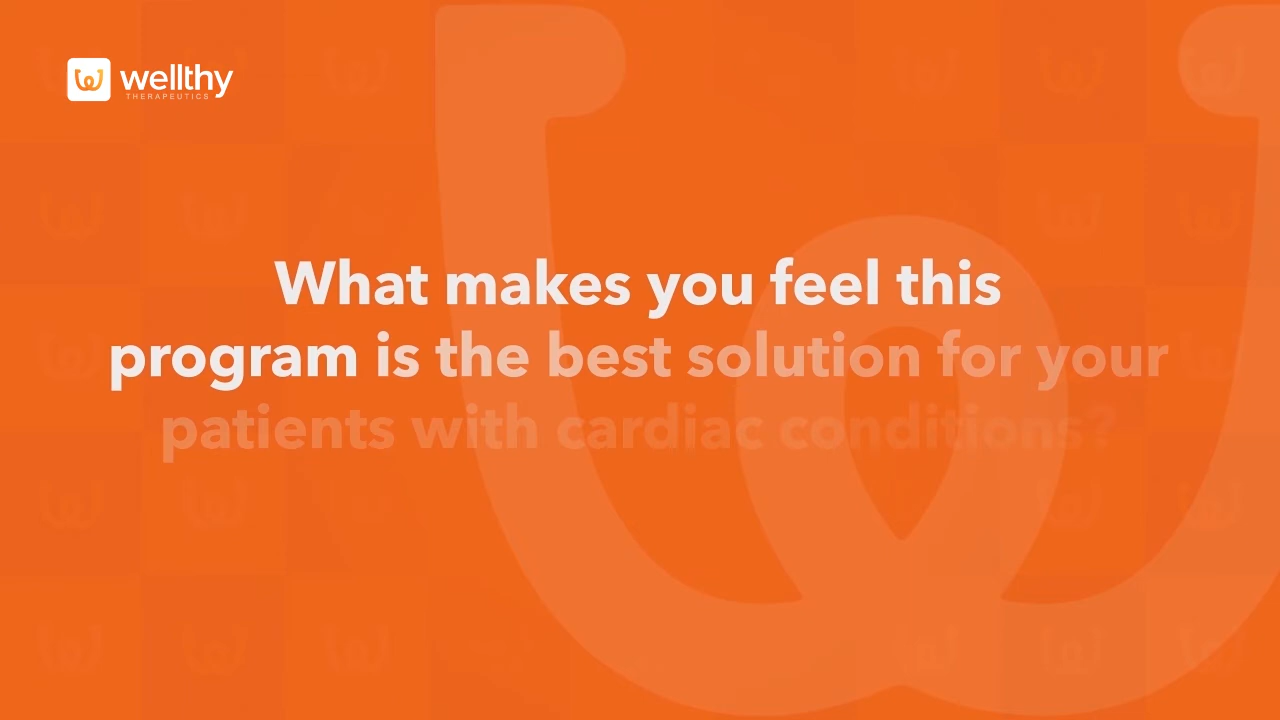 wellthy
THERAPEUTICS
What makes you feel this
program is the best solution for your
patients with cardiac conditions?